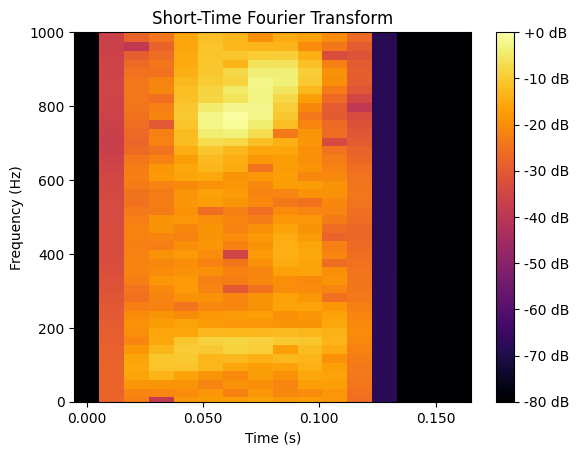 Short-Time Fourier Transform
1000
800
600
400
200
0
Frequency (Hz)
0.000
0.050
0.100
0.150
Time (s)
+0 dB
-10 dB
-20 dB
-30 dB
-40 dB
-50 dB
-60 dB
-70 dB
-80 dB